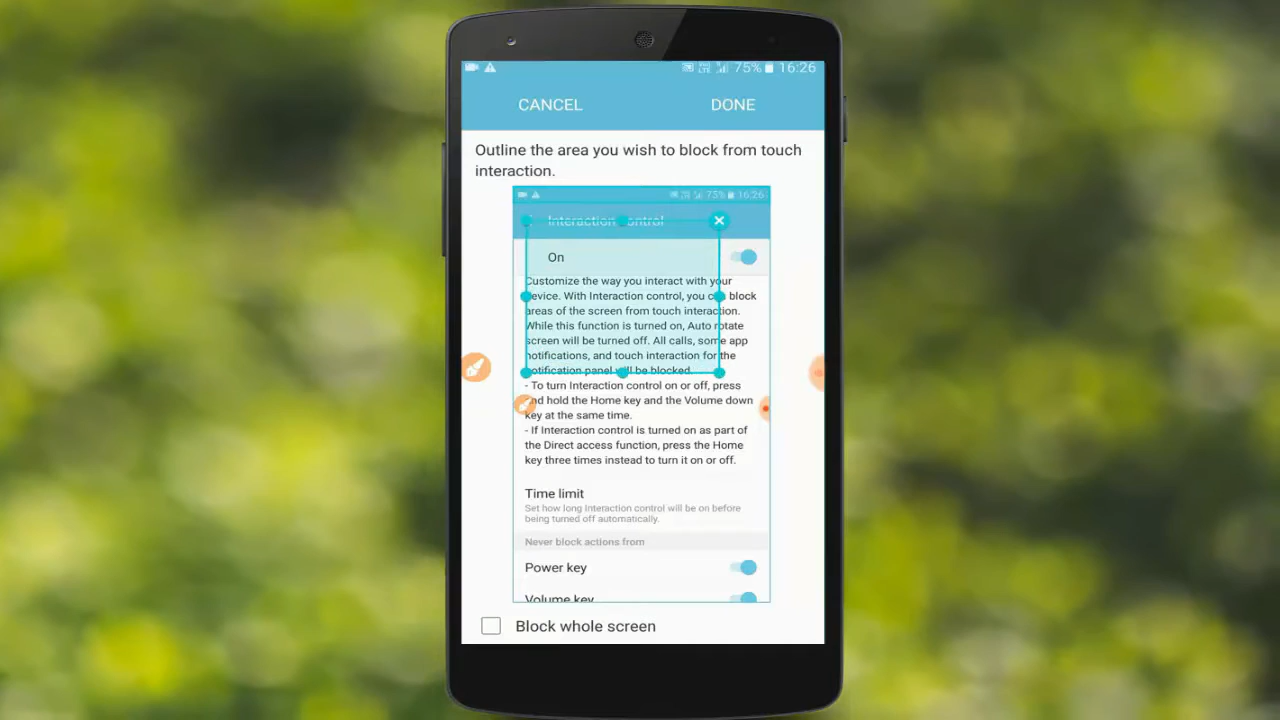 75% 16:26
CANCEL DONE
Outline the area you wish to block from touch
interaction.
75% 16:26
Interaction control
On
Customize the way you interact with your
device. With Interaction control, you can block
areas of the screen from touch interaction.
While this function is turned on, Auto rotate
screen will be turned off. All calls, some app
notifications, and touch interaction for the
notification panel will be blocked.
- To turn Interaction control on or off, press
and hold the Home key and the Volume down
key at the same time.
- If Interaction control is turned on as part of
the Direct access function, press the Home
key three times instead to turn it on or off.
Time limit
Set how long Interaction control will be on before
being turned off automatically.
Never block actions from
Power key
Volume key
Block whole screen